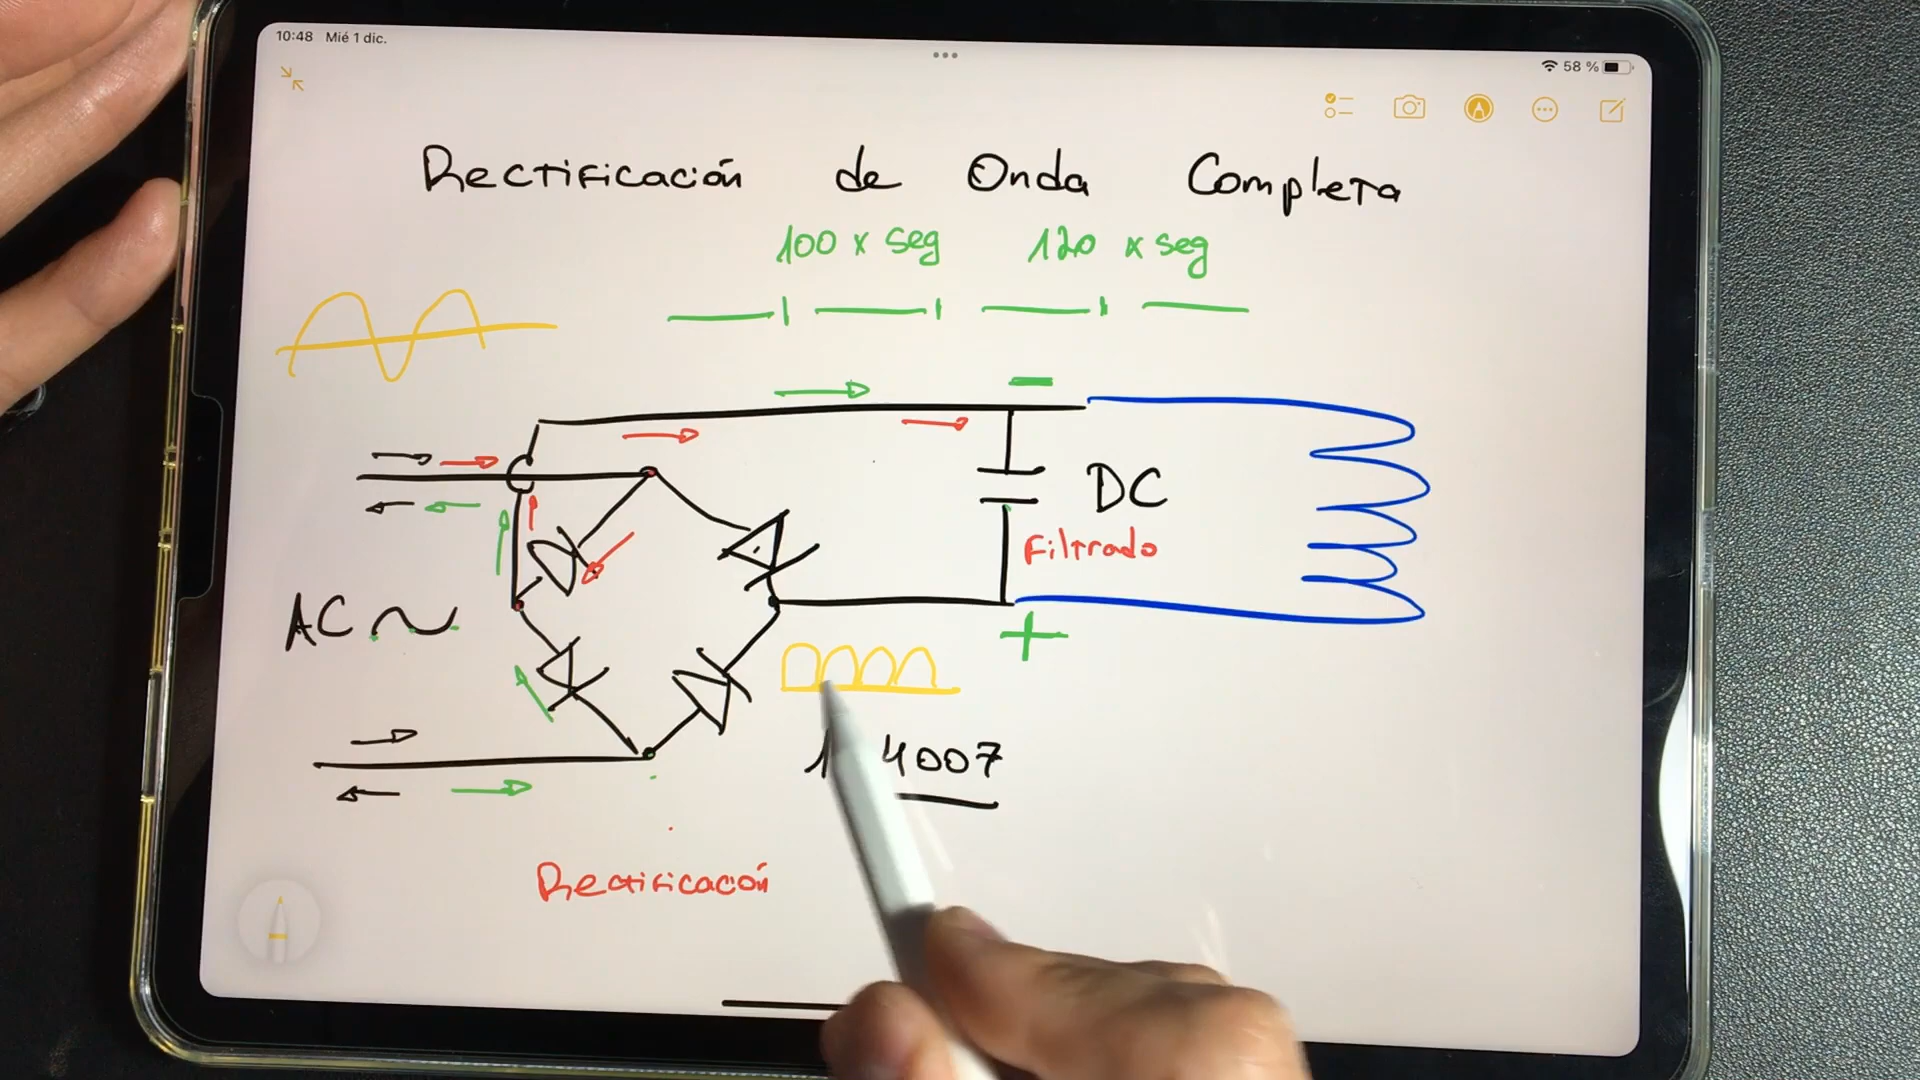 10:48 Mié 1 dic.
58 %
Rectificación de Onda Completa
100 x seg 120 x seg
DC
Filtrado
AC
4007
Rectificación